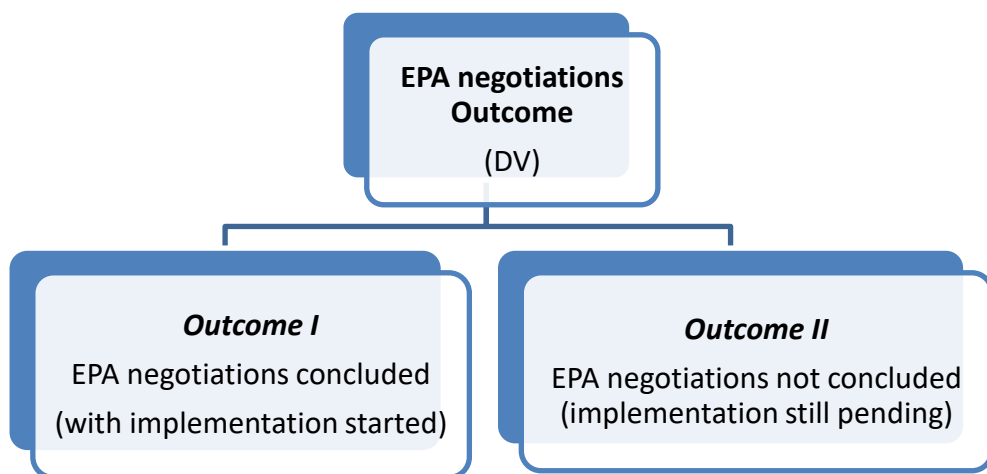 EPA negotiations
Outcome
(DV)
Outcome I
EPA negotiations concluded
(with implementation started)
Outcome II
EPA negotiations not concluded
(implementation still pending)